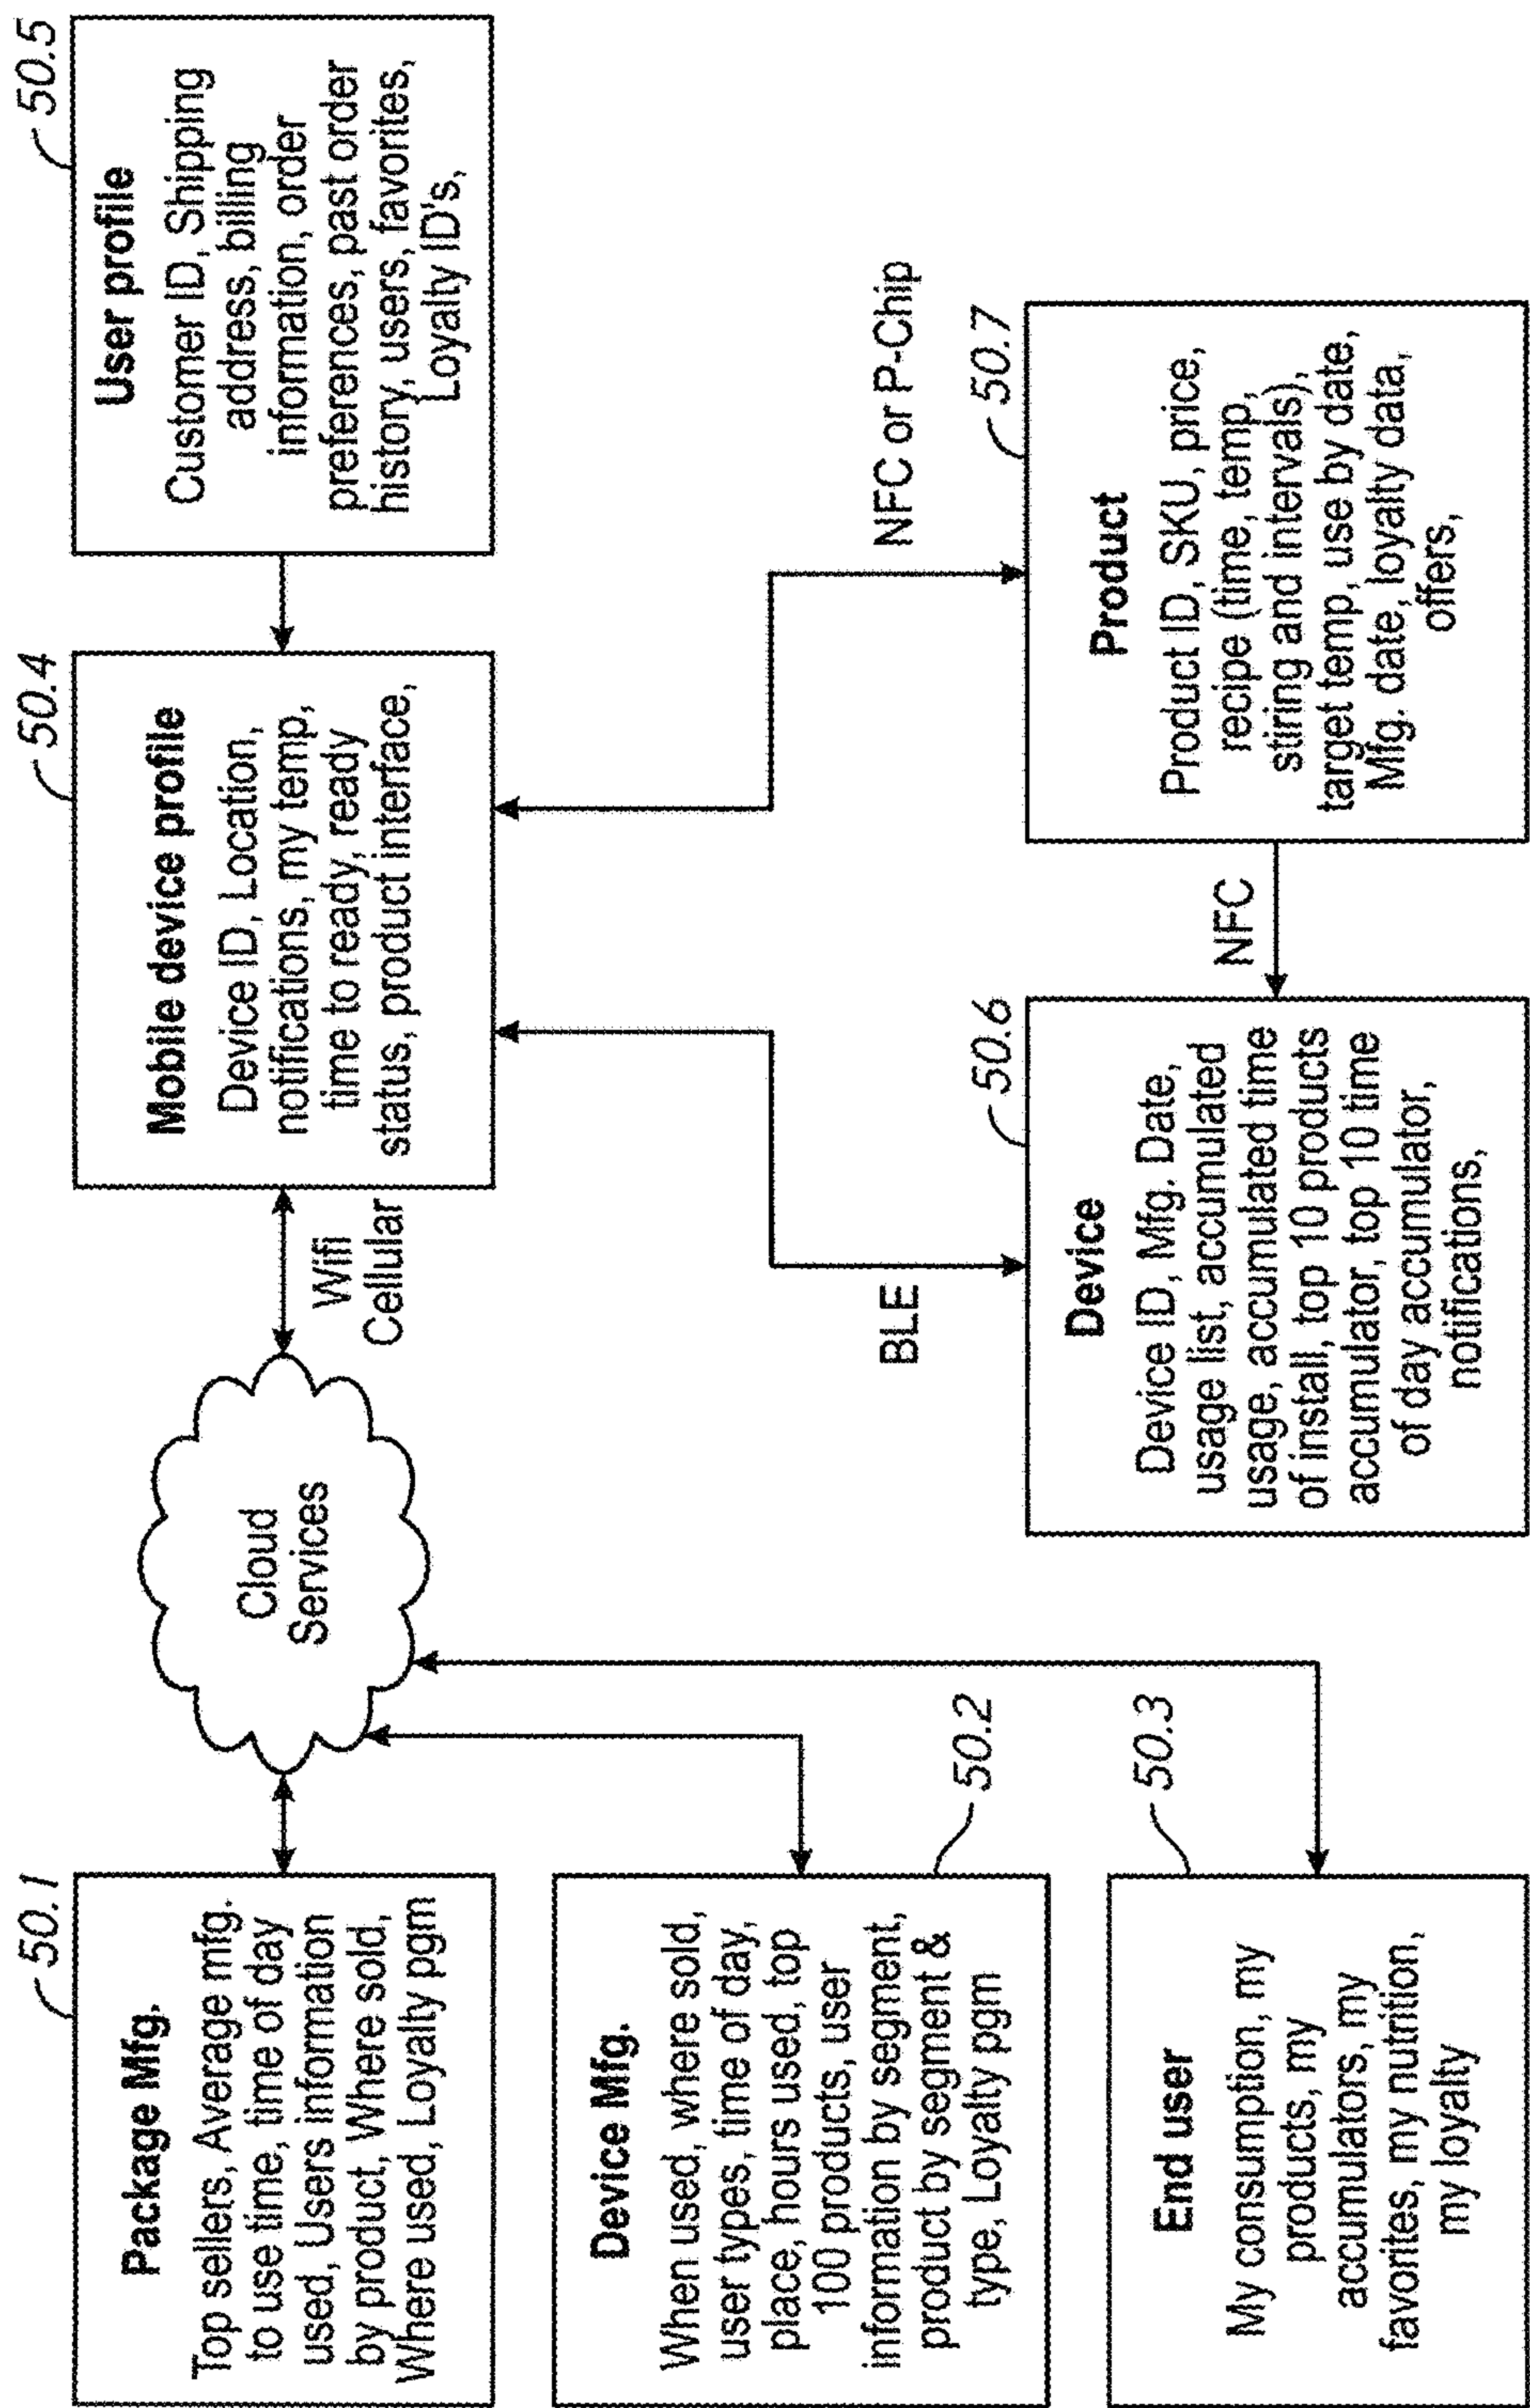 50.1
Package Mfg.
Top sellers, Average mfg.
to use time, time of day
used, Users information
by product, Where sold,
Where used, Loyalty pgm
Device Mfg.
When used, where sold,
user types, time of day,
place, hours used, top
100 products, user
information by segment,
product by segment &
type, Loyalty pgm
50.2
End user
50.3
My consumption, my
products, my
accumulators, my
favorites, my nutrition,
my loyalty
Cloud
Services
Wifi
Cellular
50.4
Mobile device profile
Device ID, Location,
notifications, my temp,
time to ready, ready
status, product interface,
50.5
User profile
Customer ID, Shipping
address, billing
information, order
preferences, past order
history, users, favorites,
Loyalty ID's,
BLE
NFC or P-Chip
50.6
Device
Device ID, Mfg. Date,
usage list, accumulated
usage, accumulated time
of install, top 10 products
accumulator, top 10 time
of day accumulator,
notifications,
NFC
50.7
Product
Product ID, SKU, price,
recipe (time, temp,
stiring and intervals),
target temp, use by date,
Mfg. date, loyalty data,
offers,